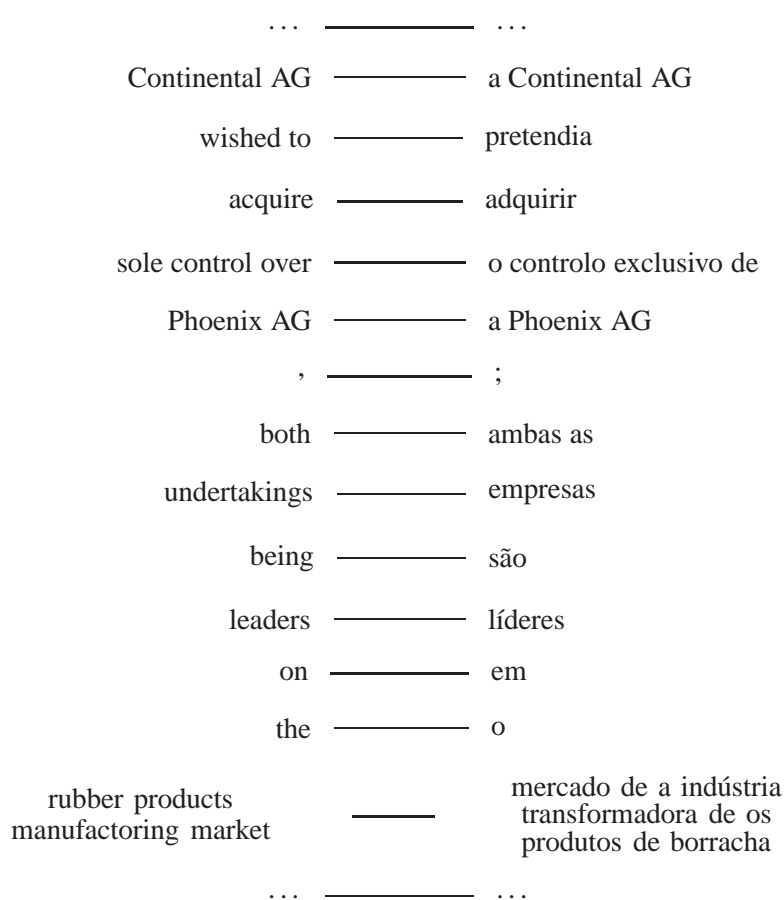 ... ...
Continental AG a Continental AG
wished to pretendia
acquire adquirir
sole control over o controlo exclusivo de
Phoenix AG a Phoenix AG
, ;
both ambas as
undertakings empresas
being são
leaders líderes
on em
the o
rubber products
manufactoring market
mercado de a indústria
transformadora de os
produtos de borracha
... ...